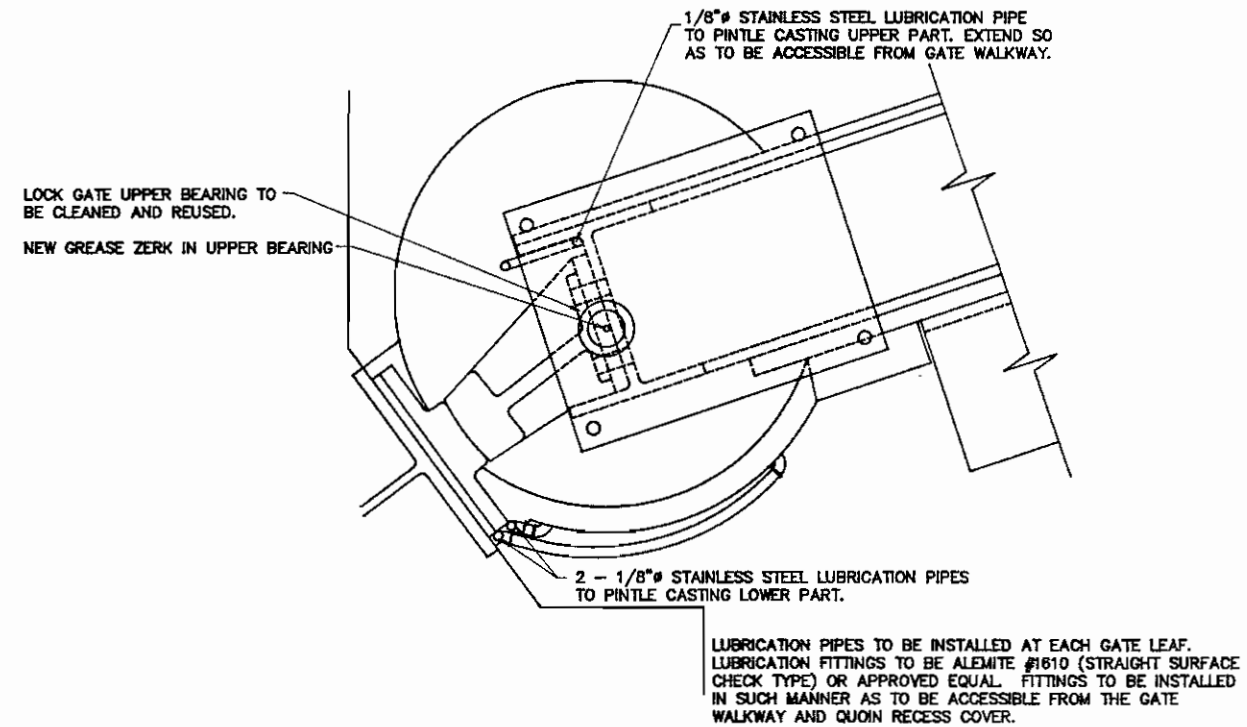 1/8"ø STAINLESS STEEL LUBRICATION PIPE
TO PINTLE CASTING UPPER PART. EXTEND SO
AS TO BE ACCESSIBLE FROM GATE WALKWAY.
LOCK GATE UPPER BEARING TO
BE CLEANED AND REUSED.
NEW GREASE ZERK IN UPPER BEARING
2 - 1/8"ø STAINLESS STEEL LUBRICATION PIPES
TO PINTLE CASTING LOWER PART.
LUBRICATION PIPES TO BE INSTALLED AT EACH GATE LEAF.
LUBRICATION FITTINGS TO BE ALEMITE #1610 (STRAIGHT SURFACE
CHECK TYPE) OR APPROVED EQUAL. FITTINGS TO BE INSTALLED
IN SUCH MANNER AS TO BE ACCESSIBLE FROM THE GATE
WALKWAY AND QUOIN RECESS COVER.